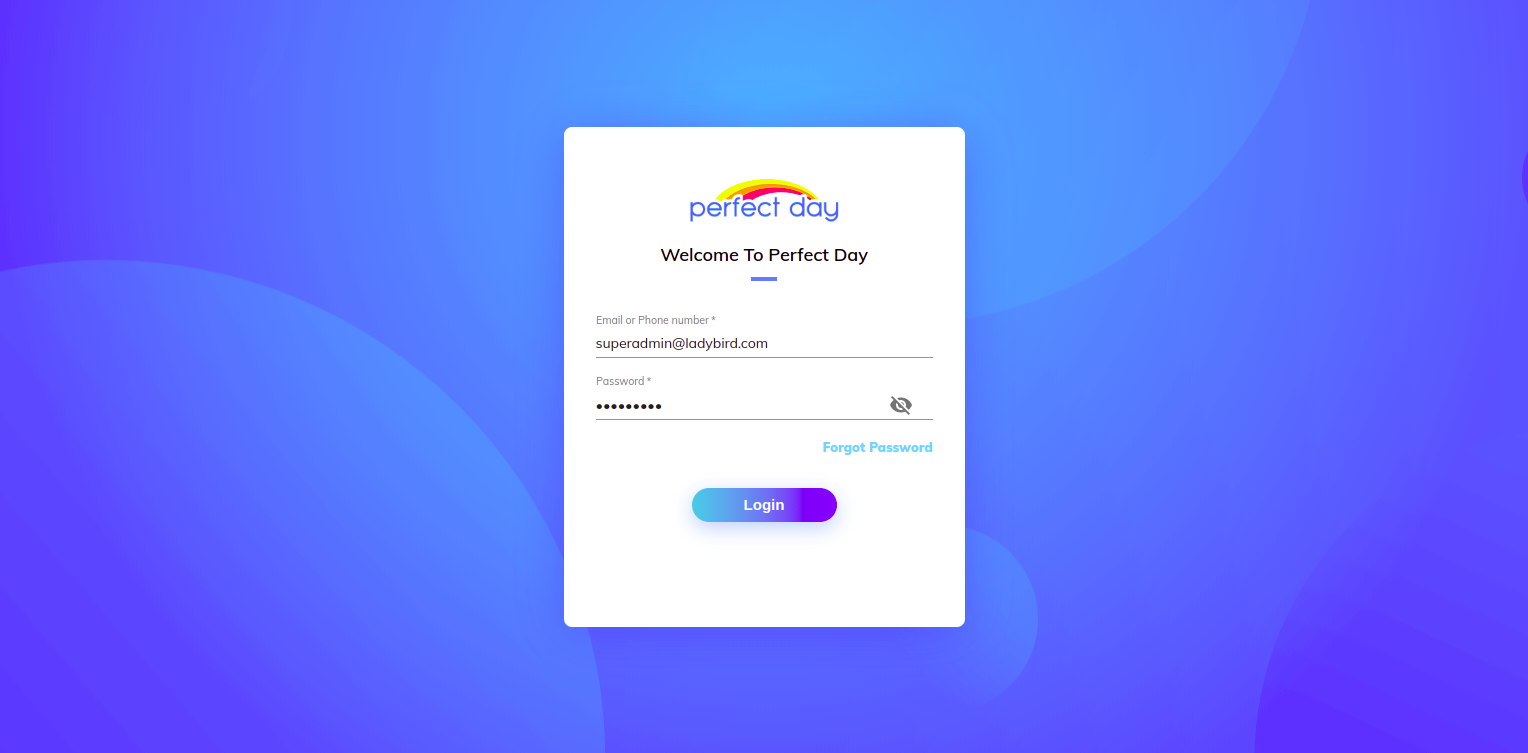 perfect day
Welcome To Perfect Day
Email or Phone number *
superadmin@ladybird.com
Password *
•••••••••
Forgot Password
Login